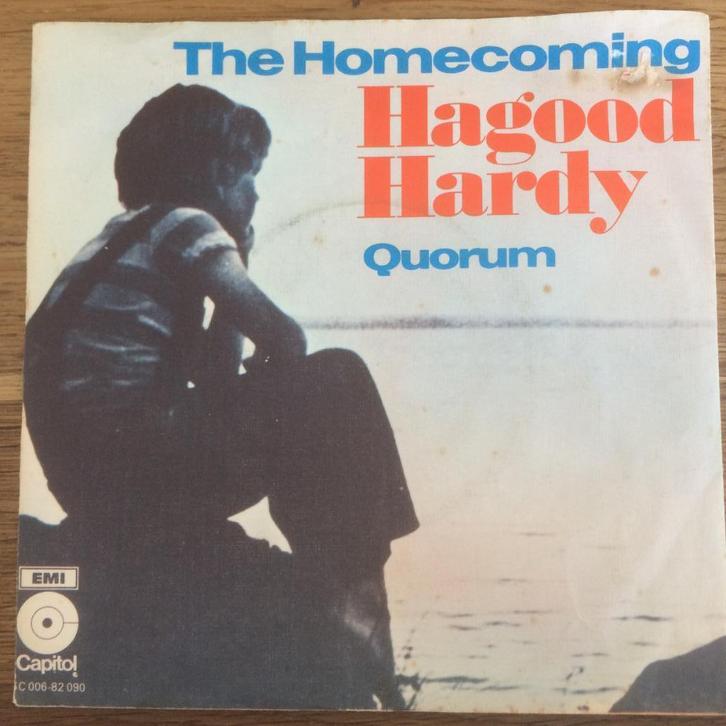 The Homecoming
Hagood
Hardy
Quorum
EMI
Capitol
C 006-82 090